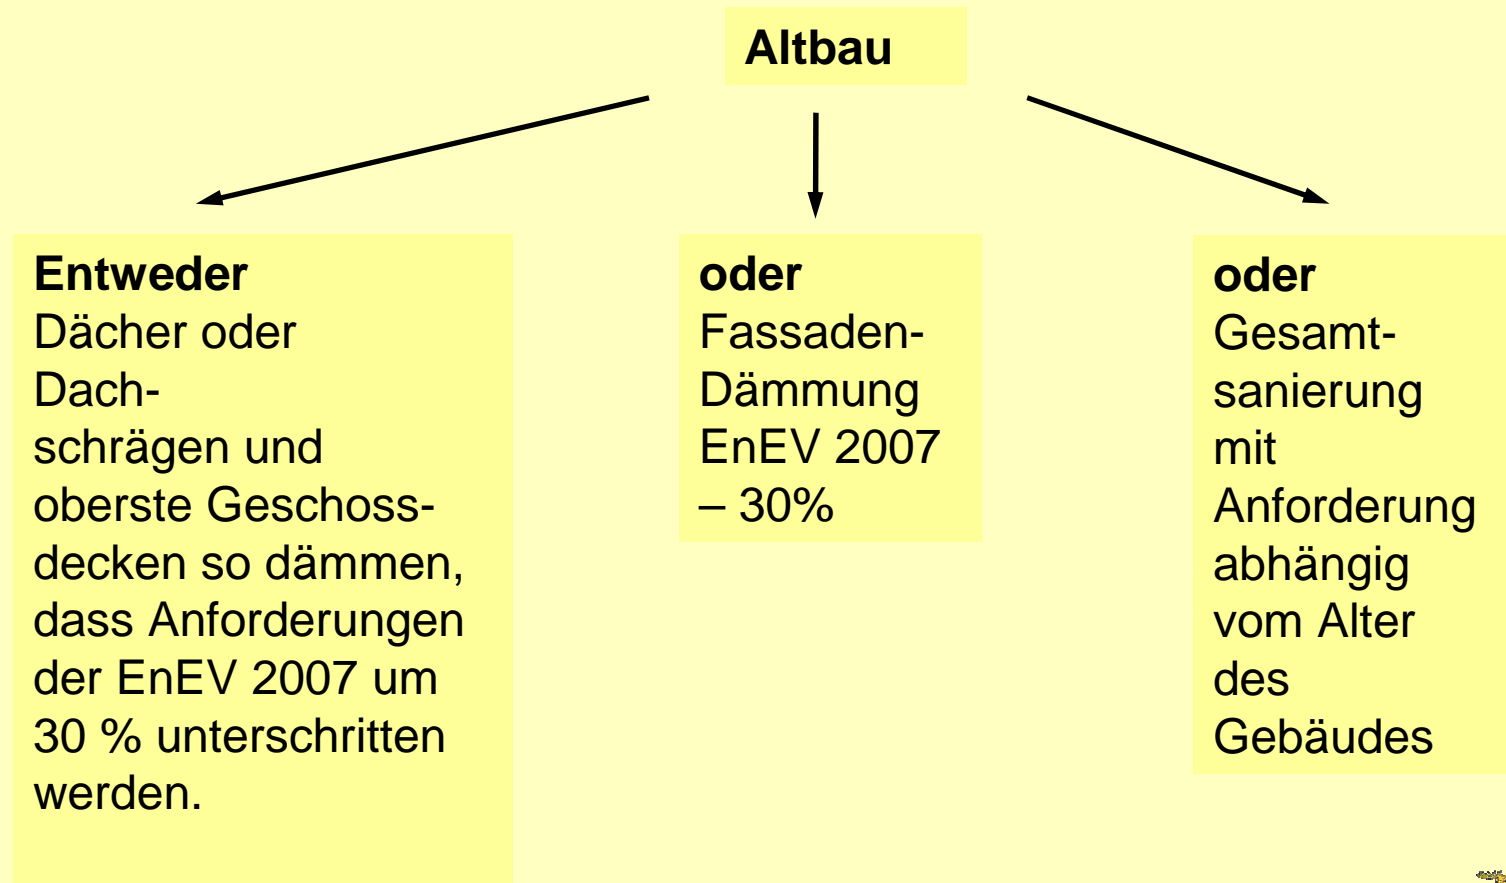 Altbau
Entweder
Dächer oder
Dach-
schrägen und
oberste Geschoss-
decken so dämmen,
dass Anforderungen
der EnEV 2007 um
30 % unterschritten
werden.
oder
Fassaden-
Dämmung
EnEV 2007
– 30%
oder
Gesamt-
sanierung
mit
Anforderung
abhängig
vom Alter
des
Gebäudes